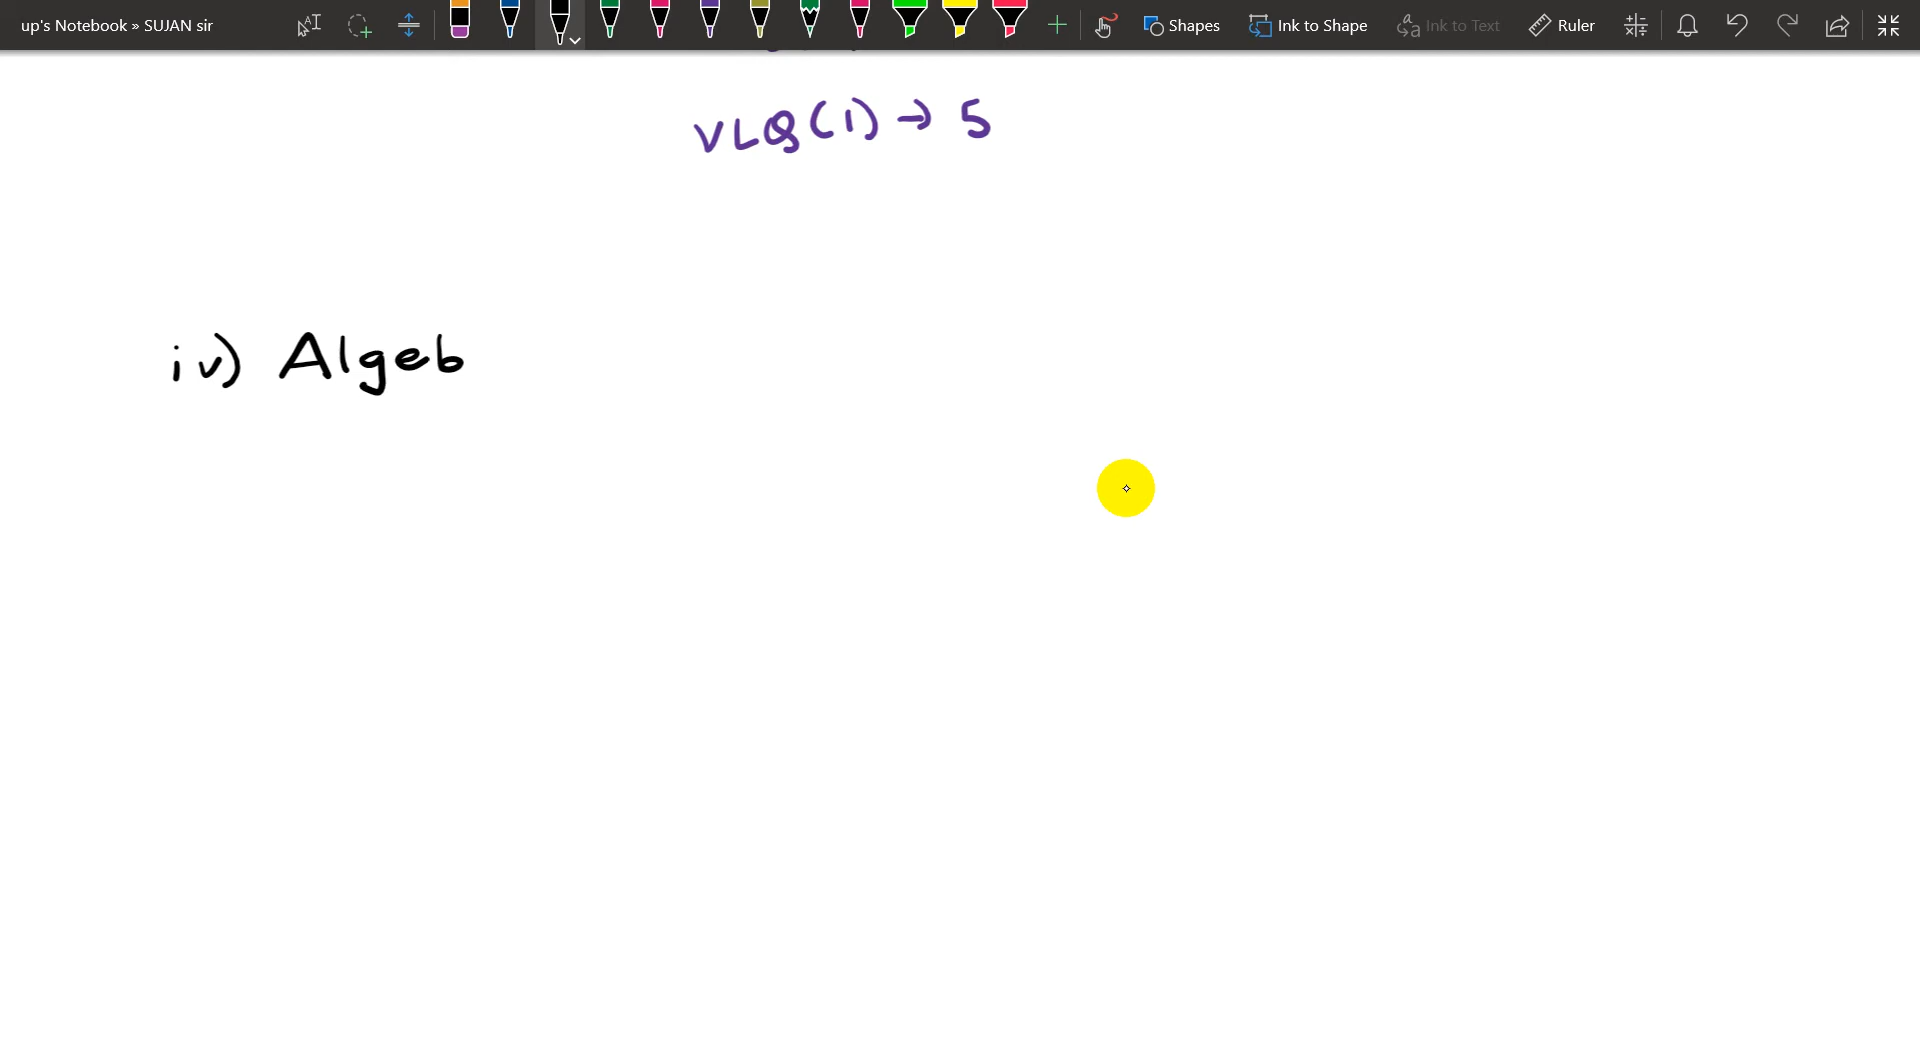 up's Notebook » SUJAN sir Shapes Ink to Shape Ink to Text Ruler
VLQ(1) → 5
iv) Algeb